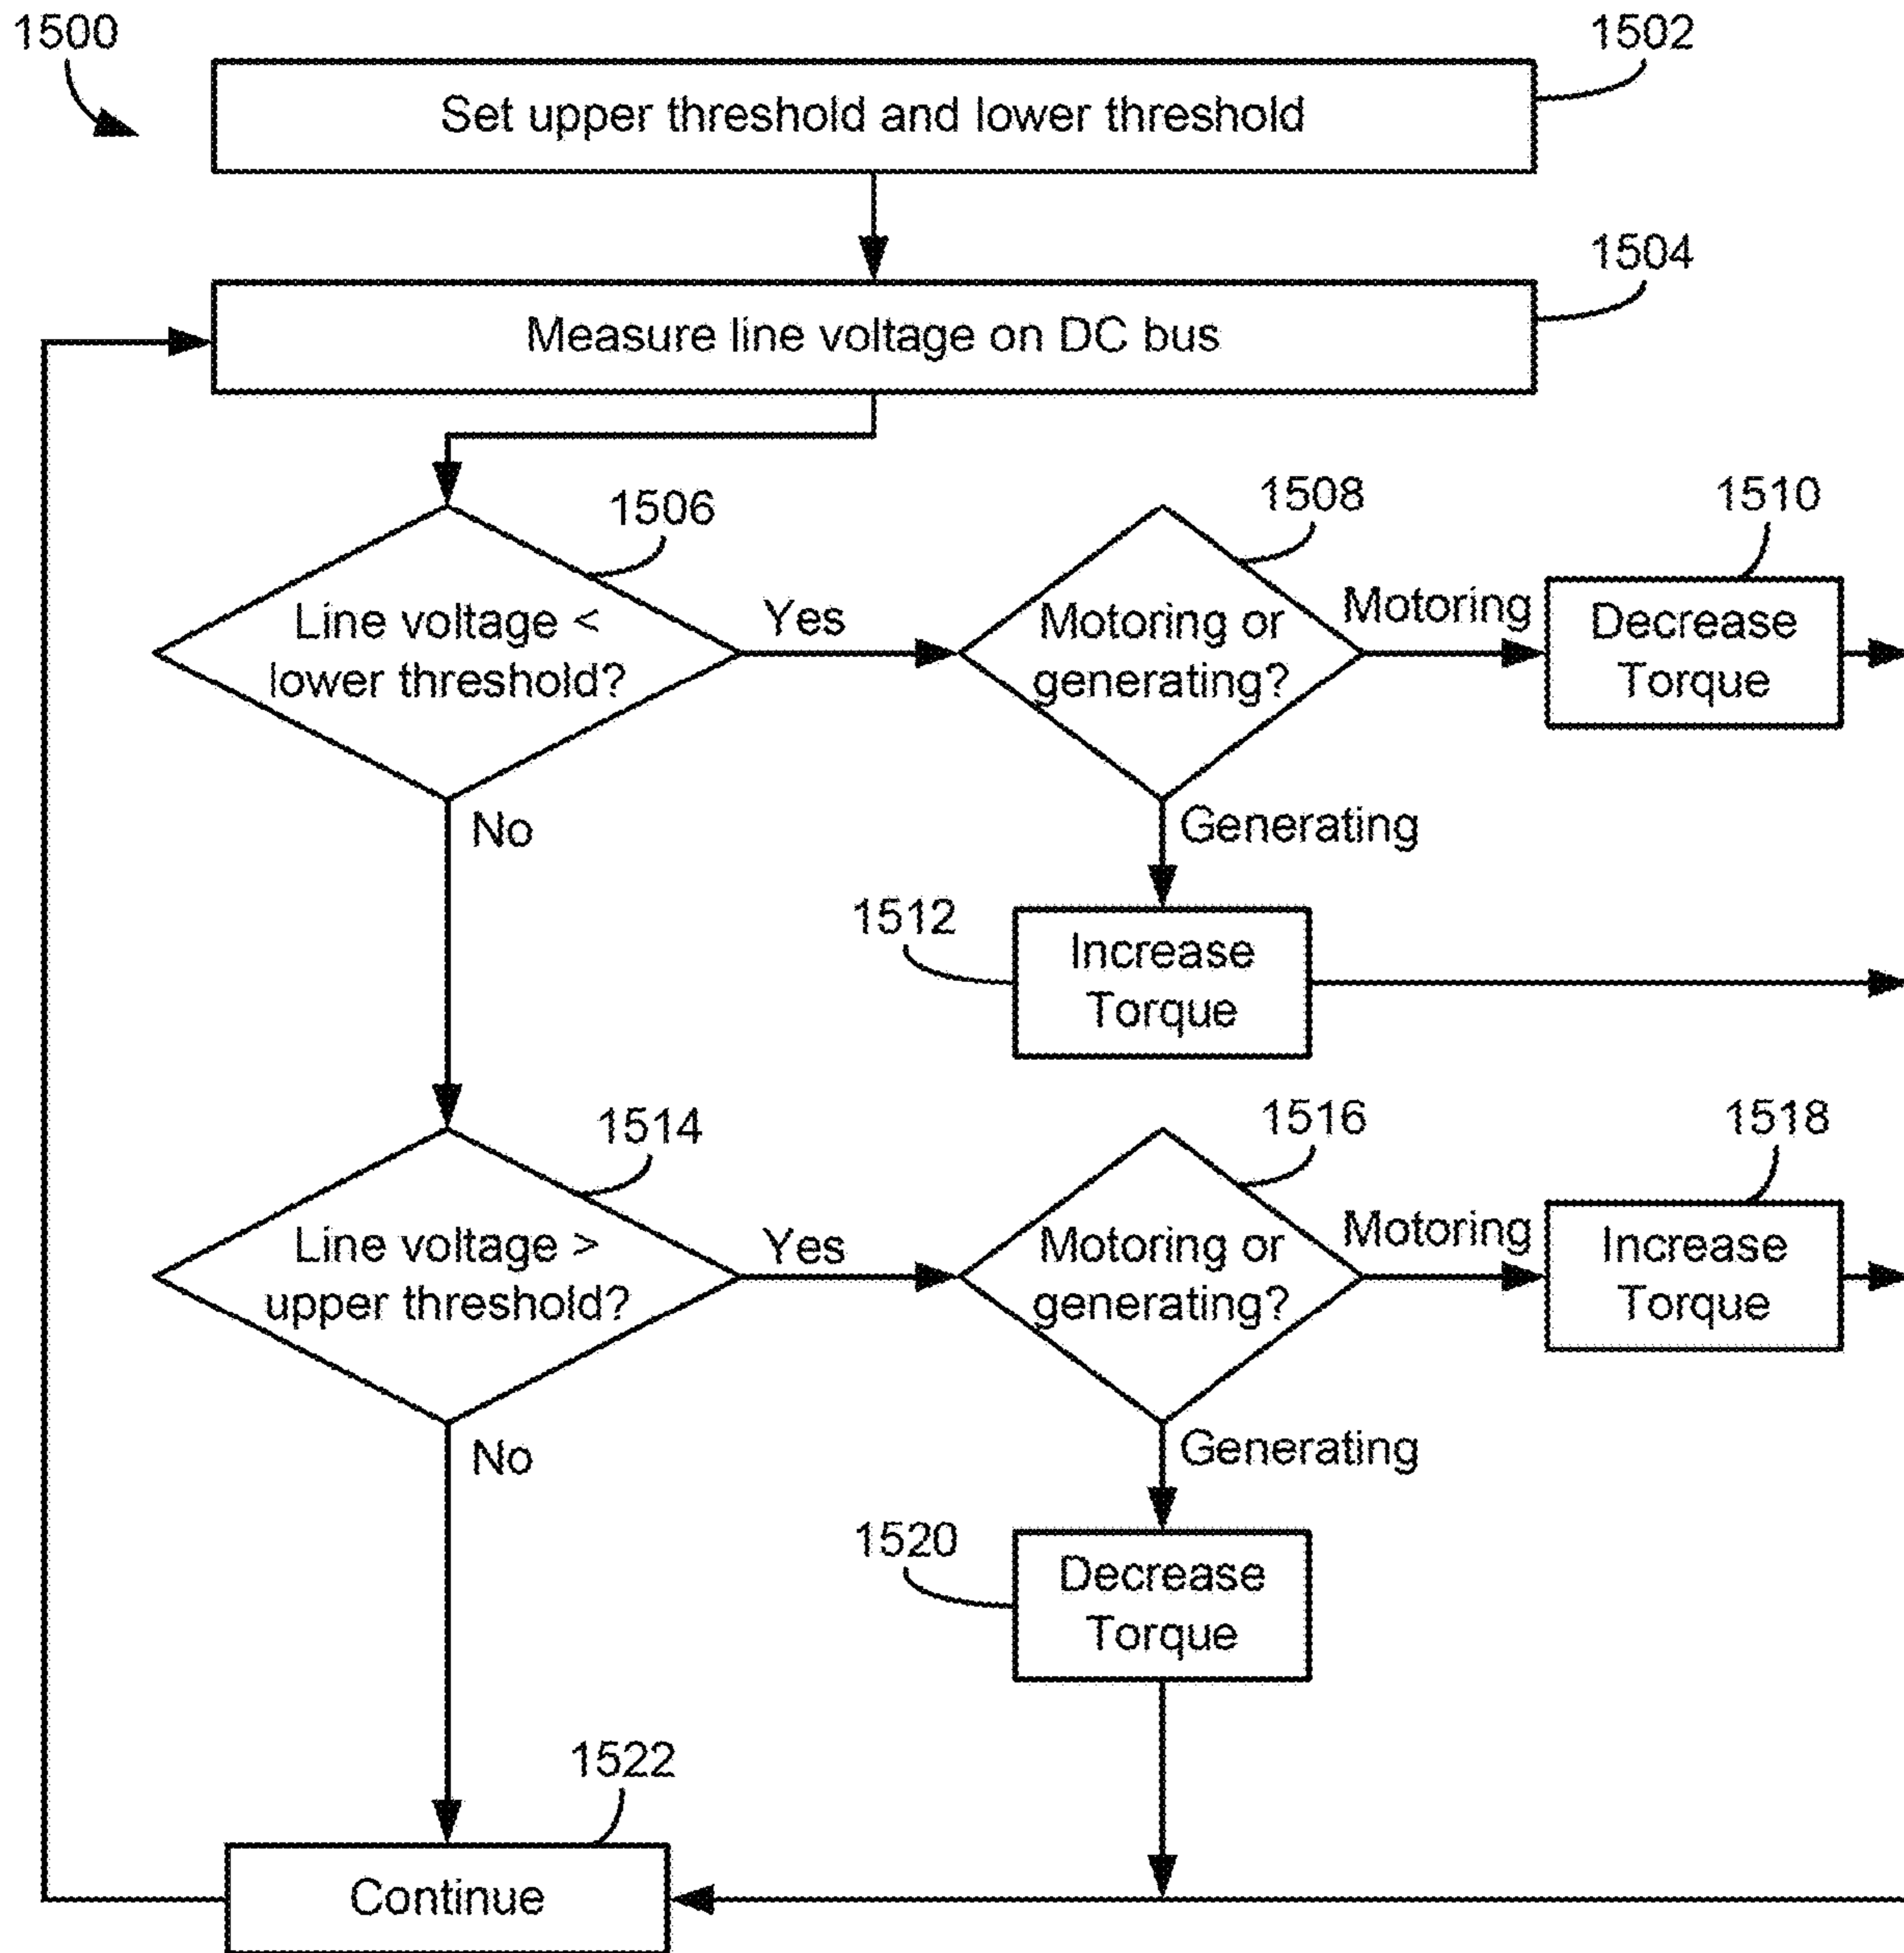 1500
1502
Set upper threshold and lower threshold
1504
Measure line voltage on DC bus
1506
1508
1510
Line voltage <
lower threshold?
Yes
Motoring or
generating?
Motoring
Decrease
Torque
No
Generating
1512
Increase
Torque
1514
1516
1518
Line voltage >
upper threshold?
Yes
Motoring or
generating?
Motoring
Increase
Torque
No
Generating
1520
Decrease
Torque
1522
Continue